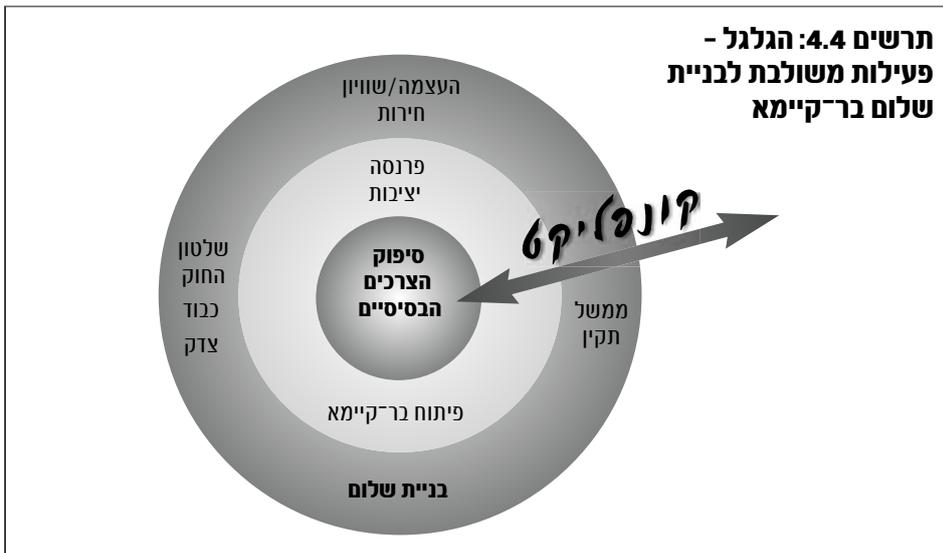 תרשים 4.4: הגלגל -
פעילות משולבת לבניית
שלום בר־קיימא
העצמה/שוויון
חירות
פרנסה
יציבות
קונפליקט
שלטון
החוק
כבוד
צדק
סיפוק
הצרכים
הבסיסיים
ממשל
תקין
פיתוח בר־קיימא
בניית שלום